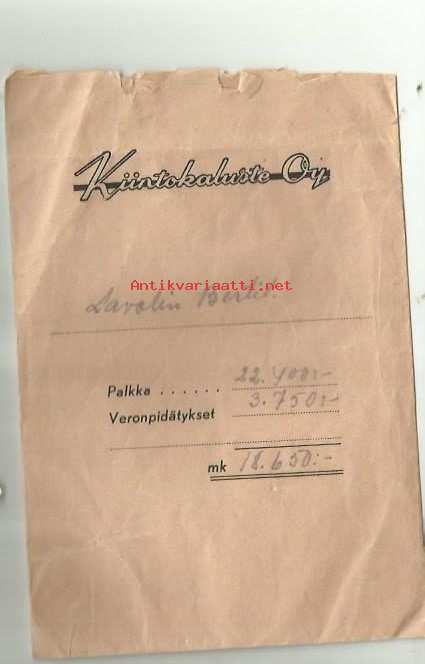 Kiintokaluste Oy
Antikvariaatti.net
Palkka . . . . . . 22.400:-
Veronpidätykset 3.750:-
mk 18.650:-